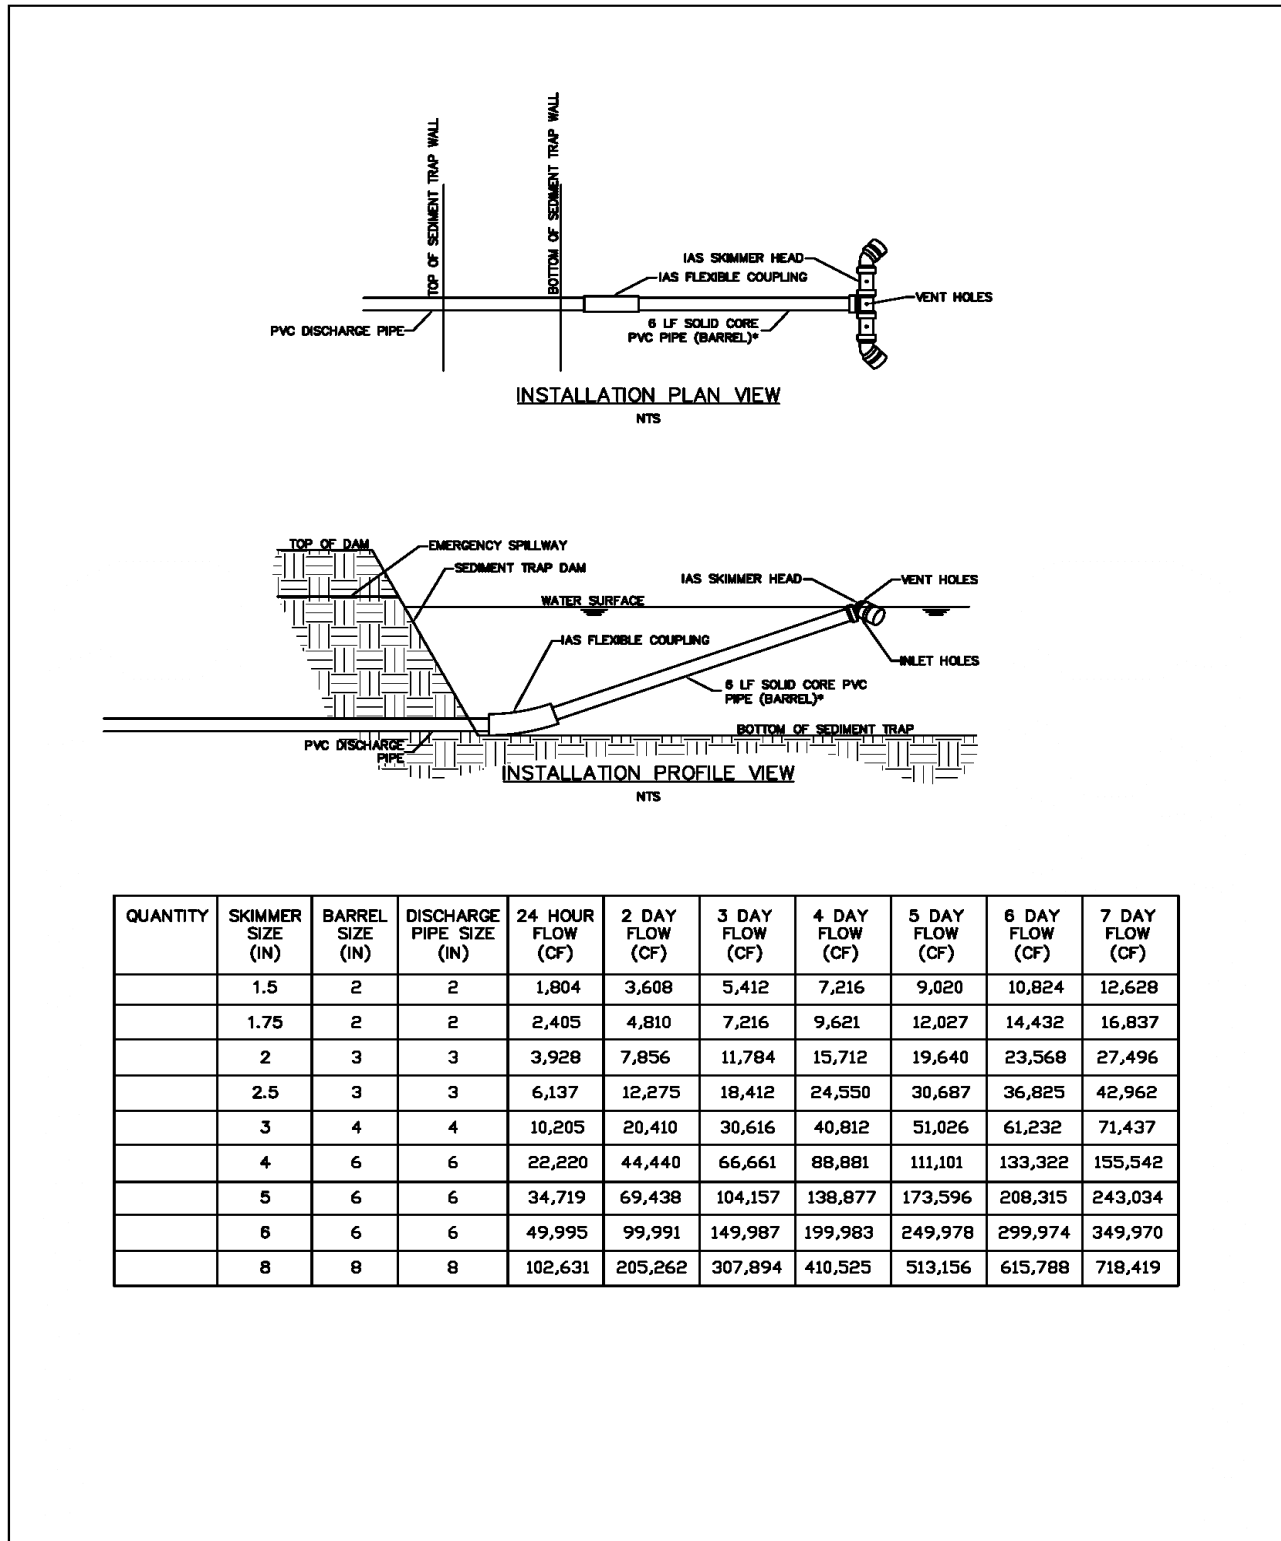 TOP OF SEDIMENT TRAP WALL
BOTTOM OF SEDIMENT TRAP WALL
IAS SKIMMER HEAD
IAS FLEXIBLE COUPLING
VENT HOLES
PVC DISCHARGE PIPE
6 LF SOLID CORE
PVC PIPE (BARREL)*
INSTALLATION PLAN VIEW
NTS
TOP OF DAM
EMERGENCY SPILLWAY
SEDIMENT TRAP DAM
WATER SURFACE
IAS SKIMMER HEAD
VENT HOLES
IAS FLEXIBLE COUPLING
INLET HOLES
6 LF SOLID CORE PVC
PIPE (BARREL)*
BOTTOM OF SEDIMENT TRAP
PVC DISCHARGE
PIPE
INSTALLATION PROFILE VIEW
NTS
QUANTITY SKIMMER BARREL DISCHARGE 24 HOUR 2 DAY 3 DAY 4 DAY 5 DAY 6 DAY 7 DAY
SIZE SIZE PIPE SIZE FLOW FLOW FLOW FLOW FLOW FLOW FLOW
(IN) (IN) (IN) (CF) (CF) (CF) (CF) (CF) (CF) (CF)
1.5 2 2 1,804 3,608 5,412 7,216 9,020 10,824 12,628
1.75 2 2 2,405 4,810 7,216 9,621 12,027 14,432 16,837
2 3 3 3,928 7,856 11,784 15,712 19,640 23,568 27,496
2.5 3 3 6,137 12,275 18,412 24,550 30,687 36,825 42,962
3 4 4 10,205 20,410 30,616 40,812 51,026 61,232 71,437
4 6 6 22,220 44,440 66,661 88,881 111,101 133,322 155,542
5 6 6 34,719 69,438 104,157 138,877 173,596 208,315 243,034
6 6 6 49,995 99,991 149,987 199,983 249,978 299,974 349,970
8 8 8 102,631 205,262 307,894 410,525 513,156 615,788 718,419